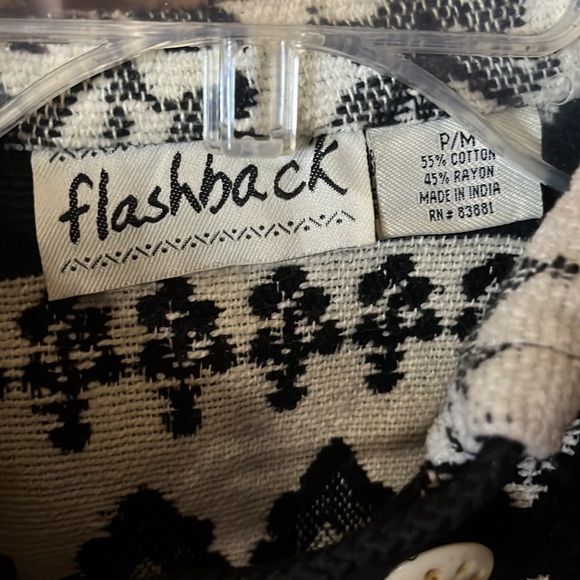 flashback
P/M
55% COTTON
45% RAYON
MADE IN INDIA
RN# 83881